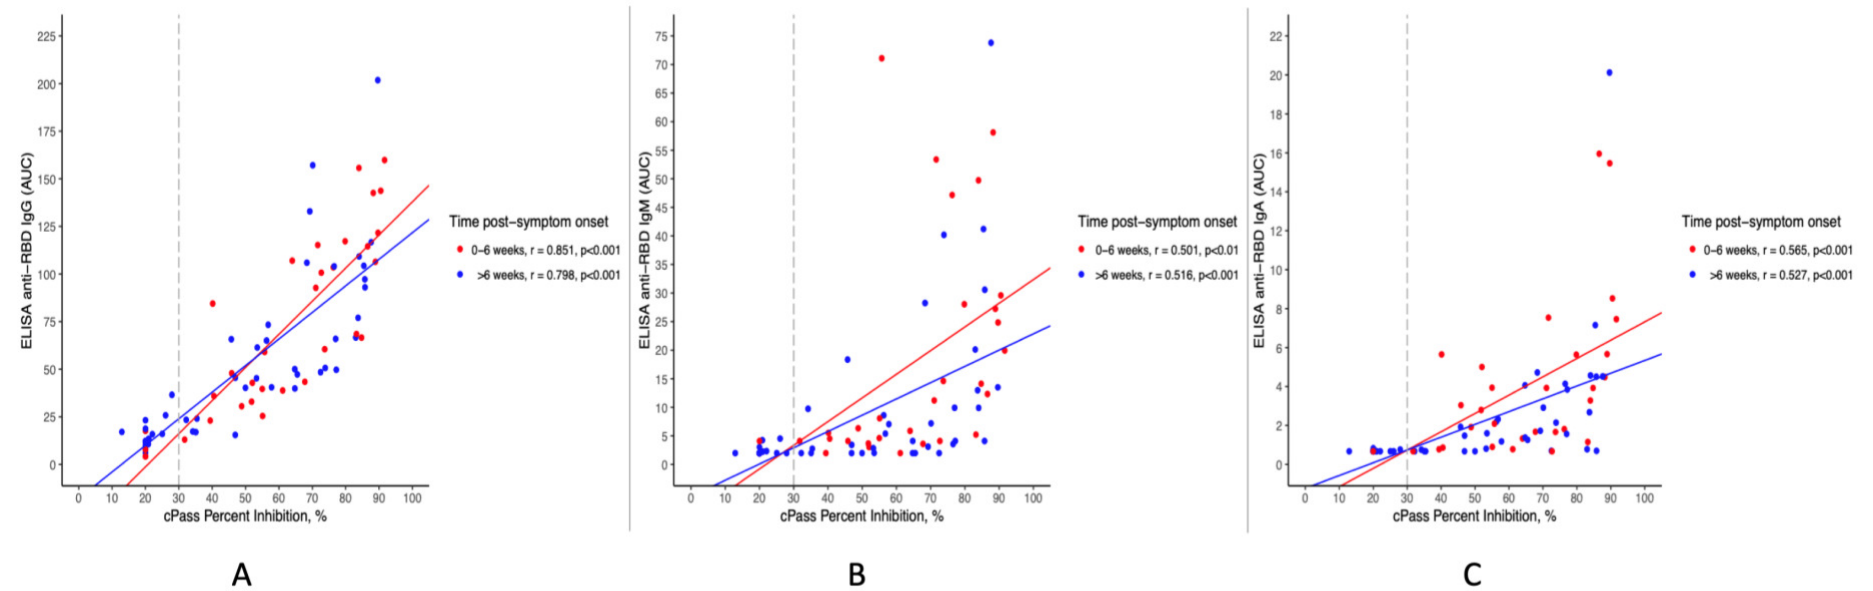 225
200
175
150
125
100
75
50
25
0
ELISA anti-RBD IgG (AUC)
0 10 20 30 40 50 60 70 80 90 100
cPass Percent Inhibition, %
Time post-symptom onset
0-6 weeks, r = 0.851, p<0.001
>6 weeks, r = 0.798, p<0.001
A
75
70
65
60
55
50
45
40
35
30
25
20
15
10
5
0
ELISA anti-RBD IgM (AUC)
0 10 20 30 40 50 60 70 80 90 100
cPass Percent Inhibition, %
Time post-symptom onset
0-6 weeks, r = 0.501, p<0.01
>6 weeks, r = 0.516, p<0.001
B
22
20
18
16
14
12
10
8
6
4
2
0
ELISA anti-RBD IgA (AUC)
0 10 20 30 40 50 60 70 80 90 100
cPass Percent Inhibition, %
Time post-symptom onset
0-6 weeks, r = 0.565, p<0.001
>6 weeks, r = 0.527, p<0.001
C